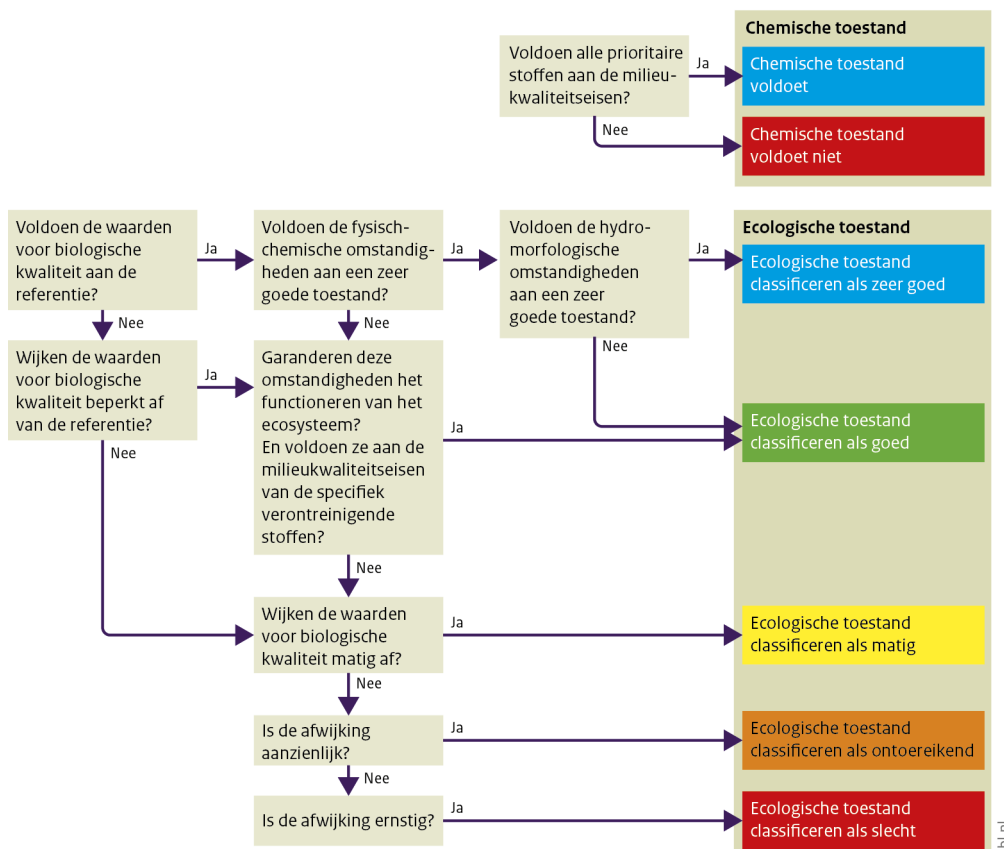 Chemische toestand
Voldoen alle prioritaire
stoffen aan de milieu-
kwaliteitseisen?
Ja
Chemische toestand
voldoet
Nee
Chemische toestand
voldoet niet
Voldoen de waarden
voor biologische
kwaliteit aan de
referentie?
Ja
Voldoen de fysisch-
chemische omstandig-
heden aan een zeer
goede toestand?
Ja
Voldoen de hydro-
morfologische
omstandigheden
aan een zeer
goede toestand?
Ja
Ecologische toestand
Ecologische toestand
classificeren als zeer goed
Nee
Nee
Nee
Wijken de waarden
voor biologische
kwaliteit beperkt af
van de referentie?
Ja
Garanderen deze
omstandigheden het
functioneren van het
ecosysteem?
En voldoen ze aan de
milieukwaliteitseisen
van de specifiek
verontreinigende
stoffen?
Ja
Ecologische toestand
classificeren als goed
Nee
Nee
Wijken de waarden
voor biologische
kwaliteit matig af?
Ja
Ecologische toestand
classificeren als matig
Nee
Is de afwijking
aanzienlijk?
Ja
Ecologische toestand
classificeren als ontoereikend
Nee
Is de afwijking ernstig?
Ja
Ecologische toestand
classificeren als slecht